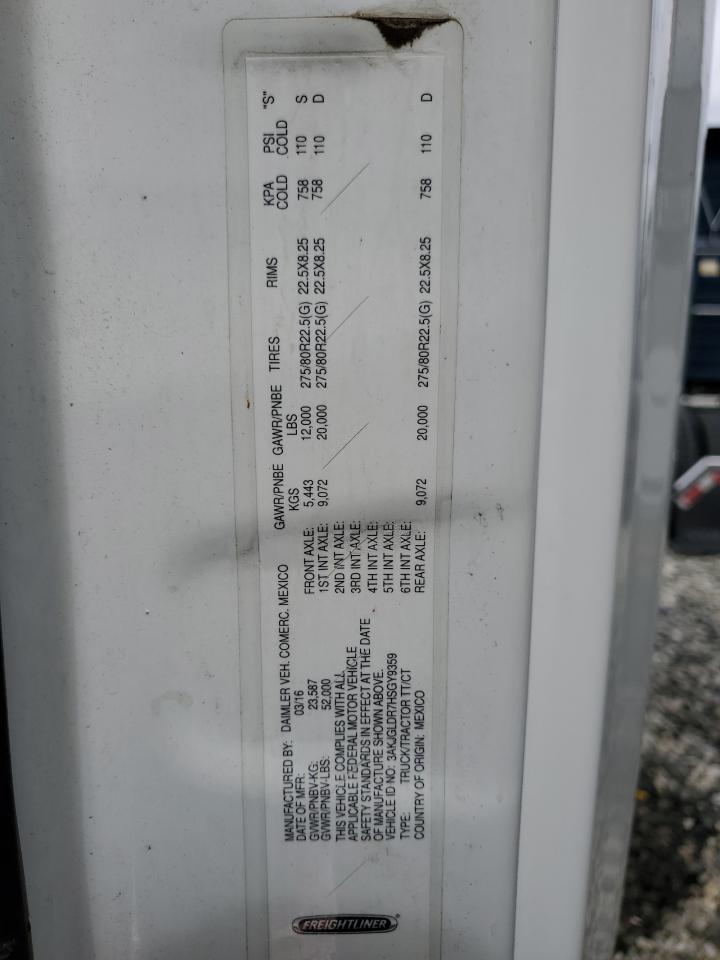 FREIGHTLINER
MANUFACTURED BY: DAIMLER VEH. COMERC. MEXICO
DATE OF MFR: 03/16
GVWR/PNBV-KG: 23,587
GVWR/PNBV-LBS: 52,000
THIS VEHICLE COMPLIES WITH ALL
APPLICABLE FEDERAL MOTOR VEHICLE
SAFETY STANDARDS IN EFFECT AT THE DATE
OF MANUFACTURE SHOWN ABOVE.
VEHICLE ID NO.: 3AKJGLDR7HSGY9359
TYPE: TRUCK/TRACTOR TT/CT
COUNTRY OF ORIGIN: MEXICO
GAWR/PNBE GAWR/PNBE TIRES RIMS KPA PSI "S"
KGS LBS COLD COLD
FRONT AXLE: 5,443 12,000 275/80R22.5(G) 22.5X8.25 758 110 S
1ST INT AXLE: 9,072 20,000 275/80R22.5(G) 22.5X8.25 758 110 D
2ND INT AXLE:
3RD INT AXLE:
4TH INT AXLE:
5TH INT AXLE:
6TH INT AXLE:
REAR AXLE: 9,072 20,000 275/80R22.5(G) 22.5X8.25 758 110 D